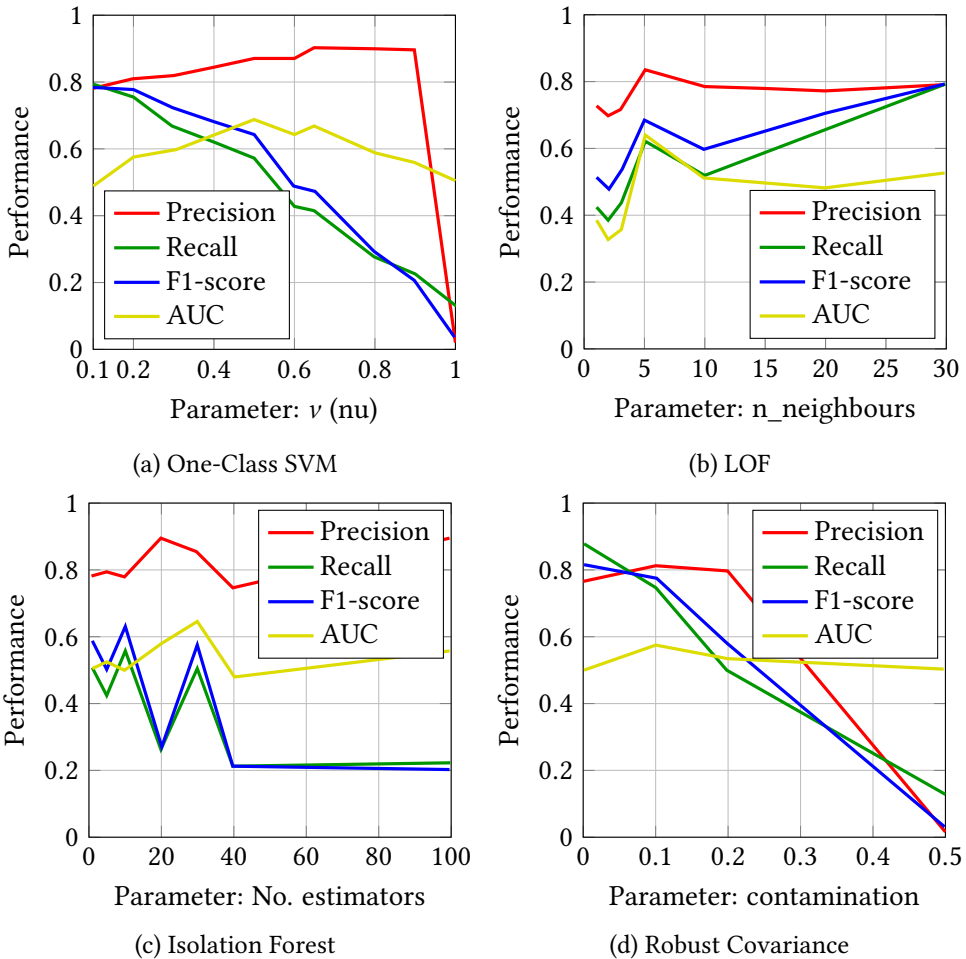 1
0.8
0.6
0.4
0.2
0
Performance
Precision
Recall
F1-score
AUC
0.1 0.2 0.4 0.6 0.8 1
Parameter: ν (nu)
(a) One-Class SVM
1
0.8
0.6
0.4
0.2
0
Performance
Precision
Recall
F1-score
AUC
0 5 10 15 20 25 30
Parameter: n_neighbours
(b) LOF
1
0.8
0.6
0.4
0.2
0
Performance
Precision
Recall
F1-score
AUC
0 20 40 60 80 100
Parameter: No. estimators
(c) Isolation Forest
1
0.8
0.6
0.4
0.2
0
Performance
Precision
Recall
F1-score
AUC
0 0.1 0.2 0.3 0.4 0.5
Parameter: contamination
(d) Robust Covariance